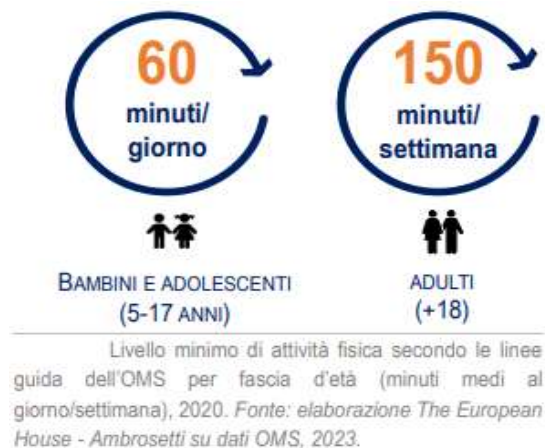 60
minuti/
giorno
BAMBINI E ADOLESCENTI
(5-17 ANNI)
150
minuti/
settimana
ADULTI
(+18)
Livello minimo di attività fisica secondo le linee
guida dell'OMS per fascia d'età (minuti medi al
giorno/settimana), 2020. Fonte: elaborazione The European
House - Ambrosetti su dati OMS, 2023.